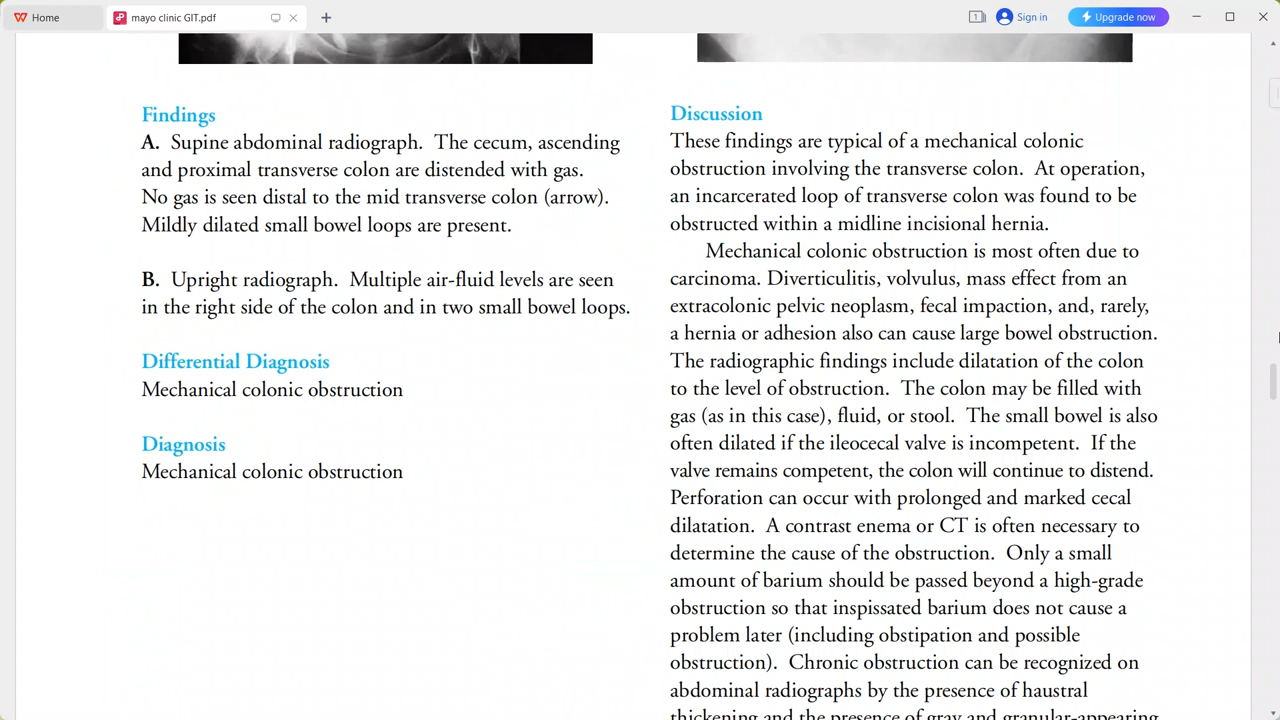 Home
mayo clinic GIT.pdf
1
Sign in
Upgrade now
Findings
A. Supine abdominal radiograph. The cecum, ascending
and proximal transverse colon are distended with gas.
No gas is seen distal to the mid transverse colon (arrow).
Mildly dilated small bowel loops are present.
B. Upright radiograph. Multiple air-fluid levels are seen
in the right side of the colon and in two small bowel loops.
Differential Diagnosis
Mechanical colonic obstruction
Diagnosis
Mechanical colonic obstruction
Discussion
These findings are typical of a mechanical colonic
obstruction involving the transverse colon. At operation,
an incarcerated loop of transverse colon was found to be
obstructed within a midline incisional hernia.
Mechanical colonic obstruction is most often due to
carcinoma. Diverticulitis, volvulus, mass effect from an
extracolonic pelvic neoplasm, fecal impaction, and, rarely,
a hernia or adhesion also can cause large bowel obstruction.
The radiographic findings include dilatation of the colon
to the level of obstruction. The colon may be filled with
gas (as in this case), fluid, or stool. The small bowel is also
often dilated if the ileocecal valve is incompetent. If the
valve remains competent, the colon will continue to distend.
Perforation can occur with prolonged and marked cecal
dilatation. A contrast enema or CT is often necessary to
determine the cause of the obstruction. Only a small
amount of barium should be passed beyond a high-grade
obstruction so that inspissated barium does not cause a
problem later (including obstipation and possible
obstruction). Chronic obstruction can be recognized on
abdominal radiographs by the presence of haustral
thickening and the presence of gray and granular-appearing